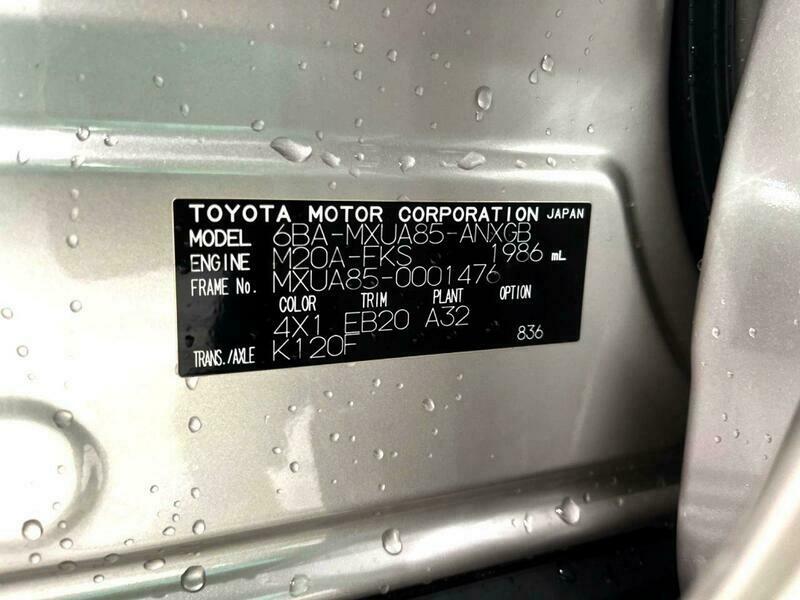 TOYOTA MOTOR CORPORATION JAPAN
MODEL 6BA-MXUA85-ANXGB
ENGINE M20A-FKS 1986 mL
FRAME No. MXUA85-0001476
COLOR TRIM PLANT OPTION
4X1 EB20 A32
TRANS./AXLE K120F 836